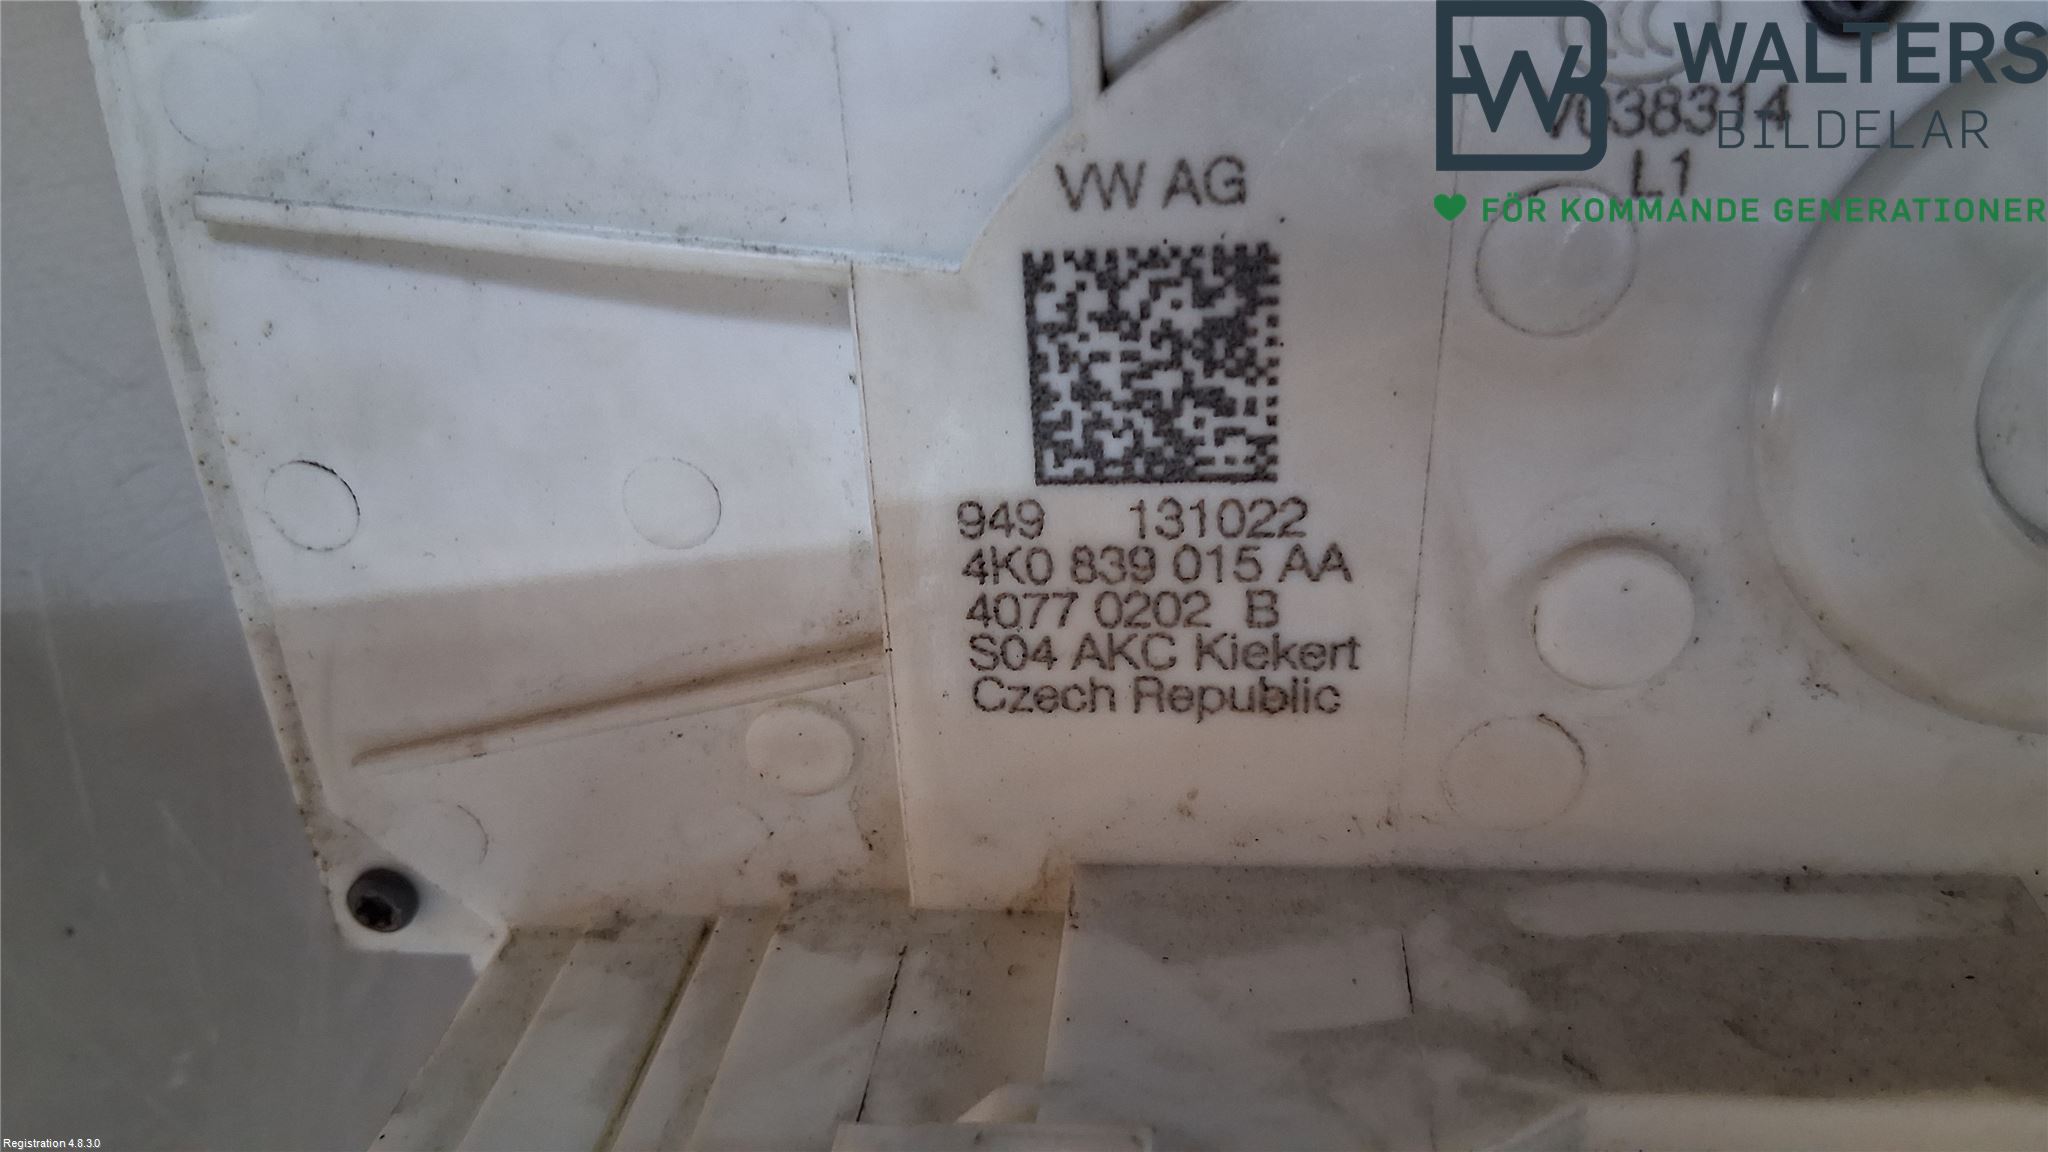 WALTERS
BILDELAR
FÖR KOMMANDE GENERATIONER
V038314
L1
VW AG
949 131022
4K0 839 015 AA
4077 0202 B
S04 AKC Kiekert
Czech Republic
Registration 4.8.3.0